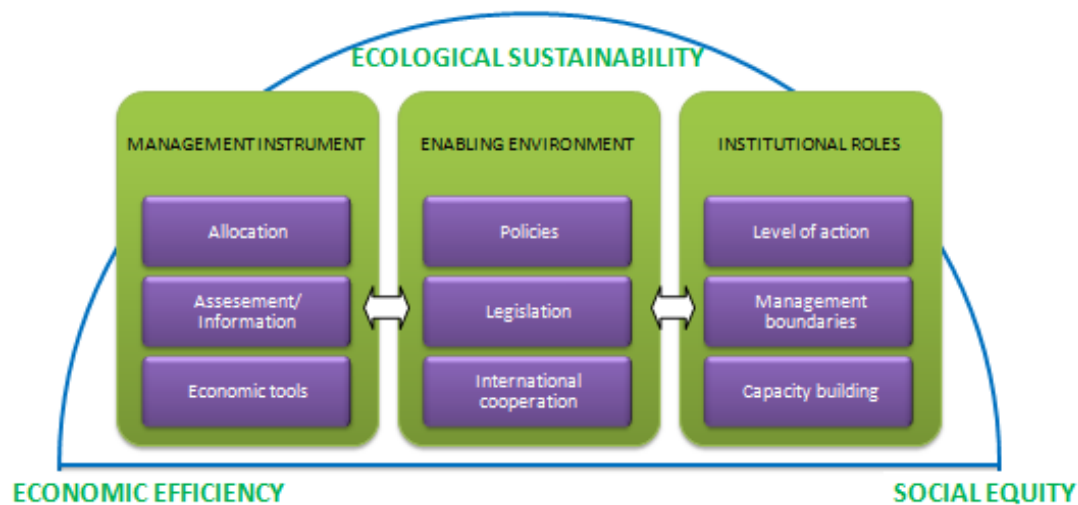 ECOLOGICAL SUSTAINABILITY
MANAGEMENT INSTRUMENT
Allocation
Assesement/
Information
Economic tools
ENABLING ENVIRONMENT
Policies
Legislation
International
cooperation
INSTITUTIONAL ROLES
Level of action
Management
boundaries
Capacity building
ECONOMIC EFFICIENCY
SOCIAL EQUITY